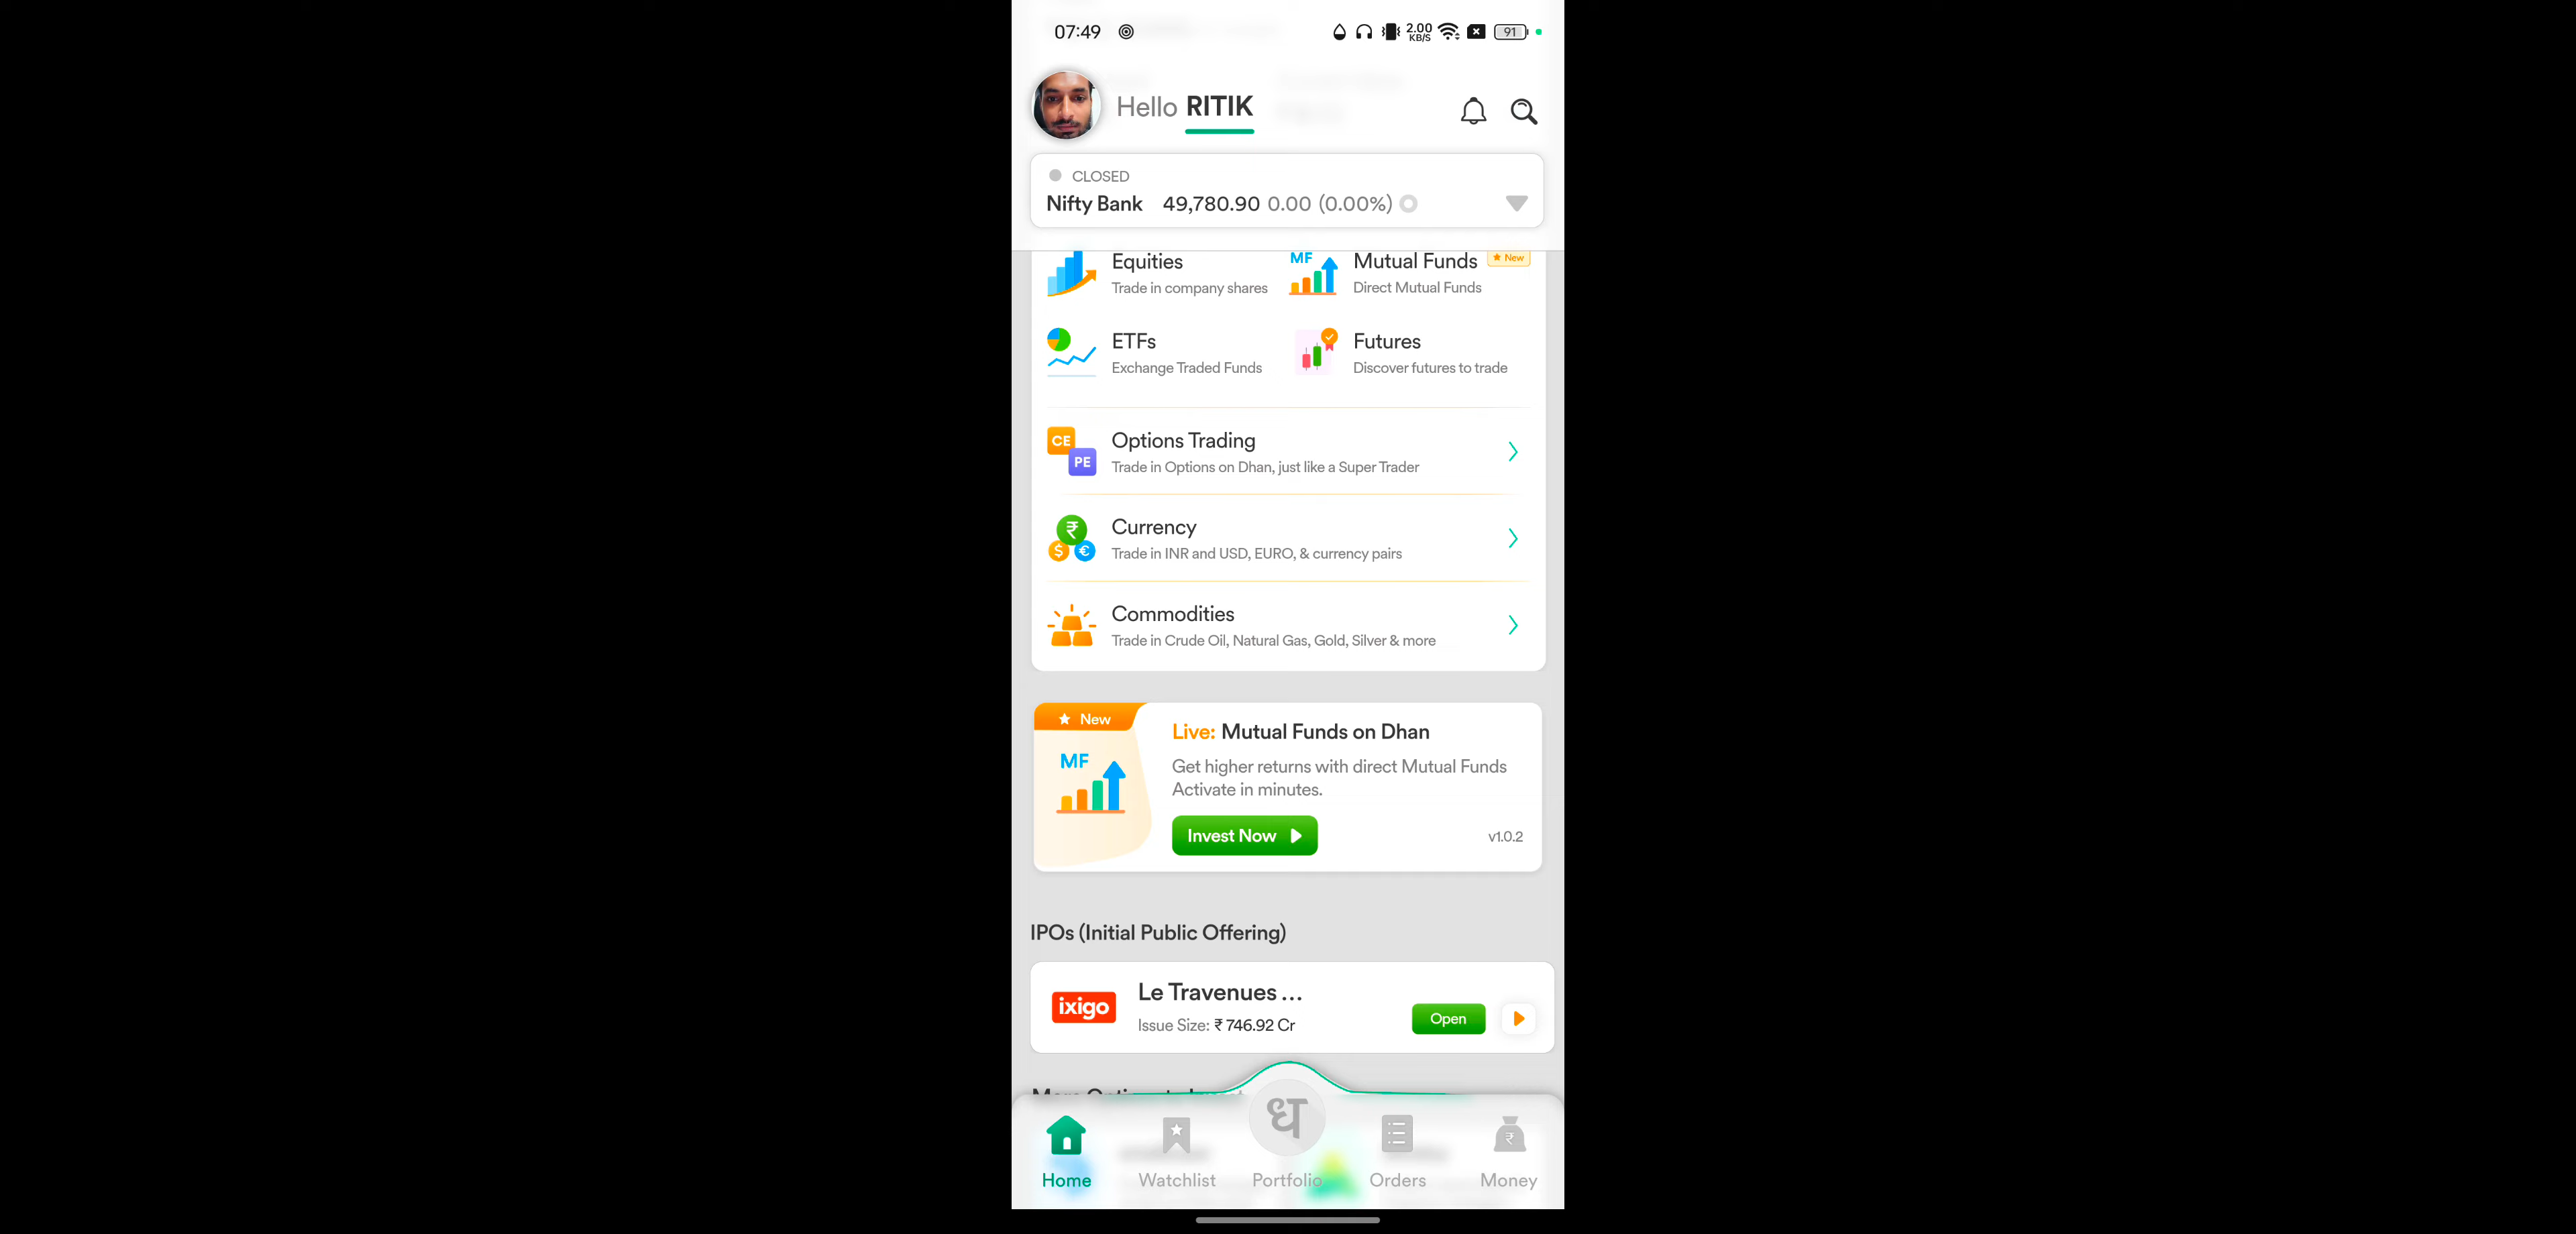 07:49
2.00
KB/S
91
Hello RITIK
CLOSED
Nifty Bank 49,780.90 0.00 (0.00%)
Equities
Trade in company shares
MF
Mutual Funds
New
Direct Mutual Funds
ETFs
Exchange Traded Funds
Futures
Discover futures to trade
CE
PE
Options Trading
Trade in Options on Dhan, just like a Super Trader
₹
$ €
Currency
Trade in INR and USD, EURO, & currency pairs
Commodities
Trade in Crude Oil, Natural Gas, Gold, Silver & more
New
MF
Live: Mutual Funds on Dhan
Get higher returns with direct Mutual Funds
Activate in minutes.
Invest Now
v1.0.2
IPOs (Initial Public Offering)
ixigo
Le Travenues ...
Issue Size: ₹ 746.92 Cr
Open
ध
₹
Home
Watchlist
Portfolio
Orders
Money